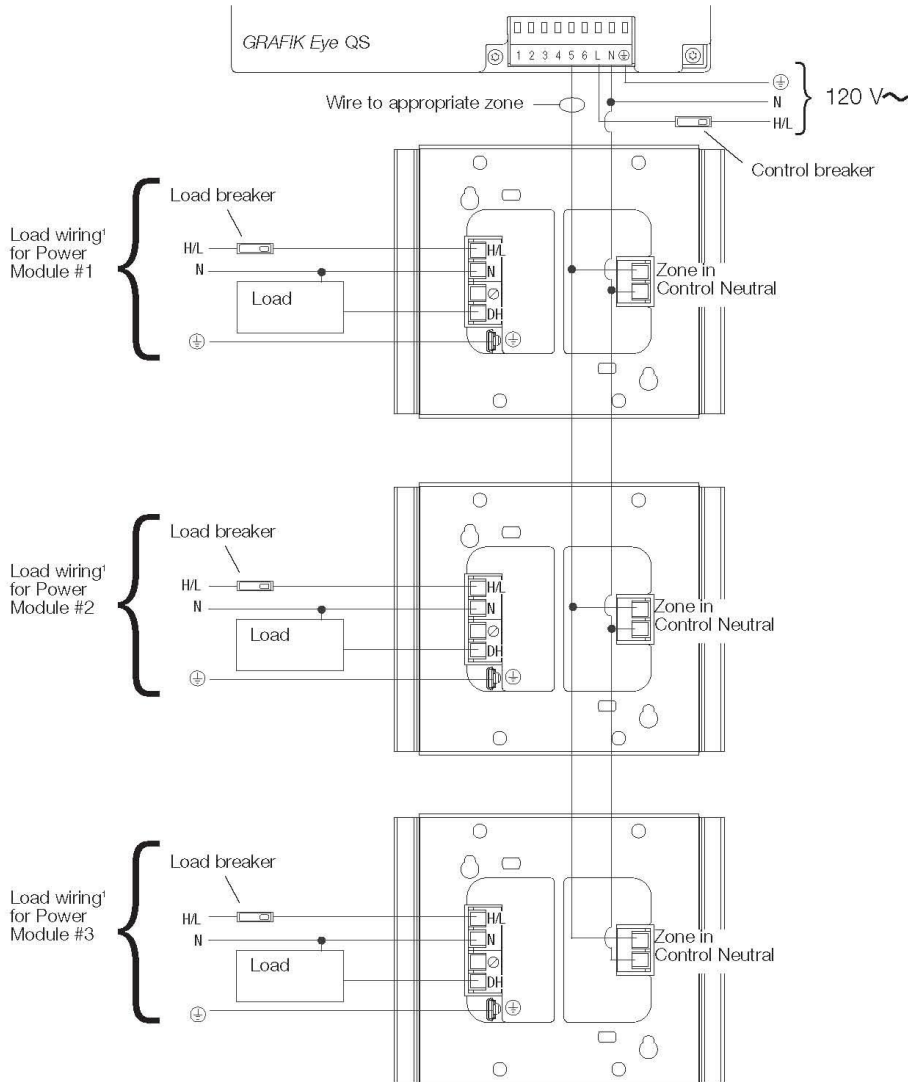 GRAFIK Eye QS
1 2 3 4 5 6 L N ⏚
Wire to appropriate zone
⏚
N
H/L
120 V~
Control breaker
Load wiring¹
for Power
Module #1
Load breaker
H/L
N
Load
⏚
H/L
N
∅
DH
⏚
Zone in
Control Neutral
Load wiring¹
for Power
Module #2
Load breaker
H/L
N
Load
⏚
H/L
N
∅
DH
⏚
Zone in
Control Neutral
Load wiring¹
for Power
Module #3
Load breaker
H/L
N
Load
⏚
H/L
N
∅
DH
⏚
Zone in
Control Neutral